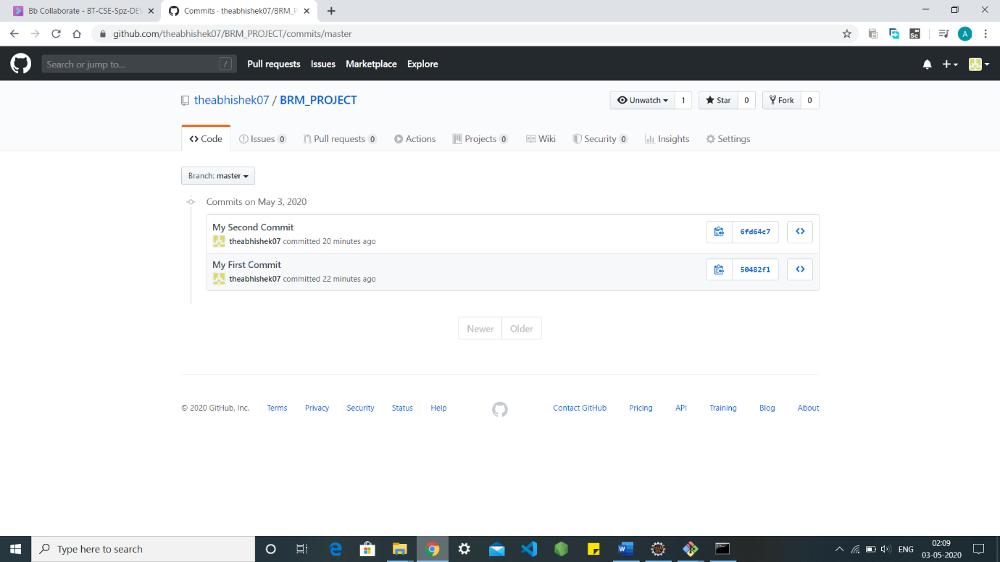 Bb Collaborate - BT-CSE-Spz-DEV
Commits · theabhishek07/BRM_P
github.com/theabhishek07/BRM_PROJECT/commits/master
Se
A
Search or jump to... /
Pull requests Issues Marketplace Explore
theabhishek07 / BRM_PROJECT
Unwatch 1 Star 0 Fork 0
Code Issues 0 Pull requests 0 Actions Projects 0 Wiki Security 0 Insights Settings
Branch: master
Commits on May 3, 2020
My Second Commit
theabhishek07 committed 20 minutes ago
6fd64c7
My First Commit
theabhishek07 committed 22 minutes ago
50482f1
Newer Older
© 2020 GitHub, Inc. Terms Privacy Security Status Help Contact GitHub Pricing API Training Blog About
Type here to search
ENG
02:09
03-05-2020